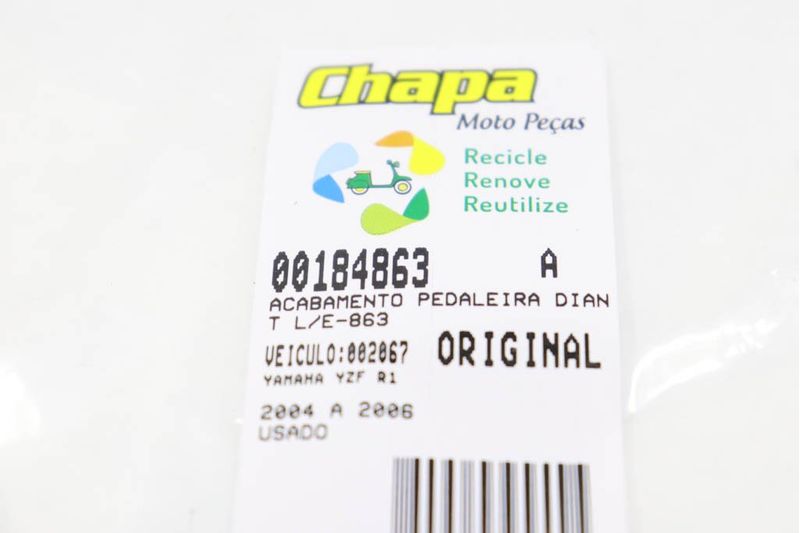 Chapa
Moto Peças
Recicle
Renove
Reutilize
00184863 A
ACABAMENTO PEDALEIRA DIAN
T L/E-863
VEICULO:002067 ORIGINAL
YAMAHA YZF R1
2004 A 2006
USADO